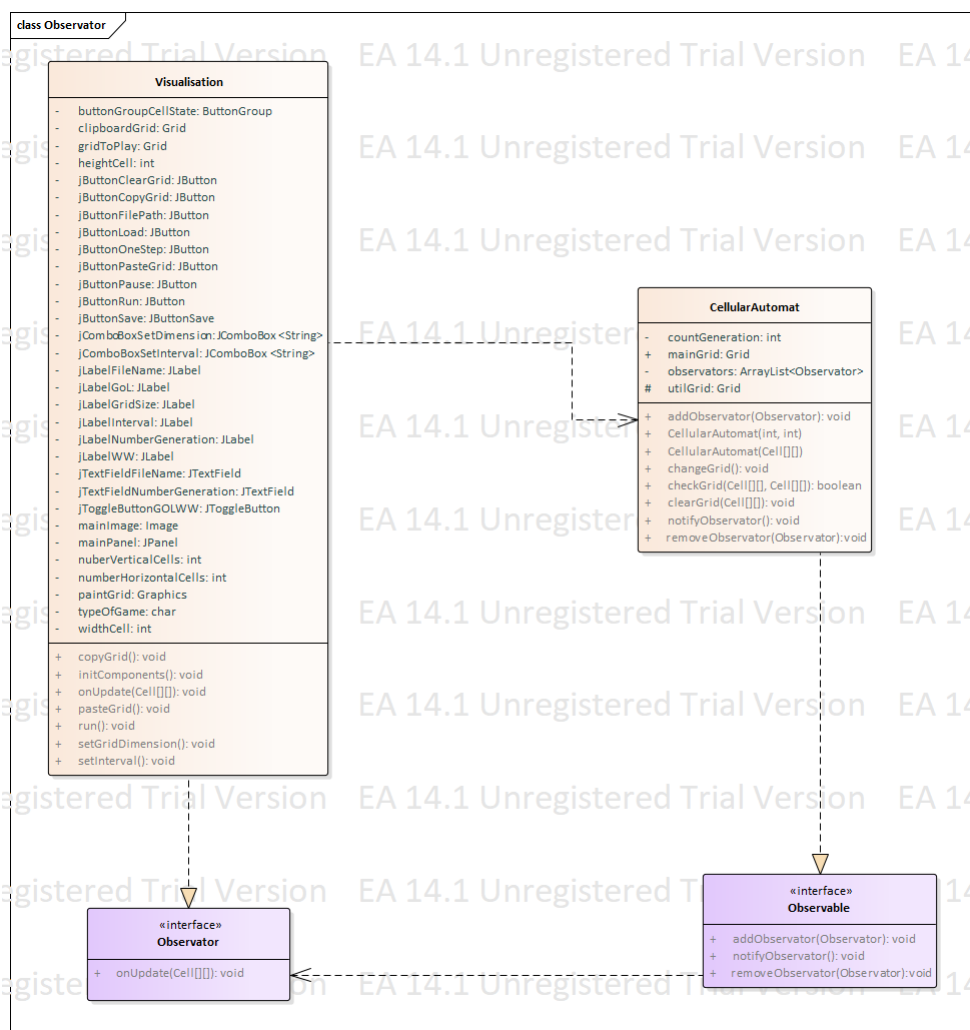 class Observator
EA 14.1 Unregistered Trial Version
Visualisation
- buttonGroupCellState: ButtonGroup
- clipboardGrid: Grid
- gridToPlay: Grid
- heightCell: int
- jButtonClearGrid: JButton
- jButtonCopyGrid: JButton
- jButtonFilePath: JButton
- jButtonLoad: JButton
- jButtonOneStep: JButton
- jButtonPasteGrid: JButton
- jButtonPause: JButton
- jButtonRun: JButton
- jButtonSave: JButtonSave
- jComboBoxSetDimension: JComboBox <String>
- jComboBoxSetInterval: JComboBox <String>
- jLabelFileName: JLabel
- jLabelGoL: JLabel
- jLabelGridSize: JLabel
- jLabelInterval: JLabel
- jLabelNumberGeneration: JLabel
- jLabelWW: JLabel
- jTextFieldFileName: JTextField
- jTextFieldNumberGeneration: JTextField
- jToggleButtonGOLWW: JToggleButton
- mainImage: Image
- mainPanel: JPanel
- nuberVerticalCells: int
- numberHorizontalCells: int
- paintGrid: Graphics
- typeOfGame: char
- widthCell: int
+ copyGrid(): void
+ initComponents(): void
+ onUpdate(Cell[][]): void
+ pasteGrid(): void
+ run(): void
+ setGridDimension(): void
+ setInterval(): void
CellularAutomat
- countGeneration: int
+ mainGrid: Grid
- observators: ArrayList<Observator>
# utilGrid: Grid
+ addObservator(Observator): void
+ CellularAutomat(int, int)
+ CellularAutomat(Cell[][])
+ changeGrid(): void
+ checkGrid(Cell[][], Cell[][]): boolean
+ clearGrid(Cell[][]): void
+ notifyObservator(): void
+ removeObservator(Observator):void
«interface»
Observator
+ onUpdate(Cell[][]): void
«interface»
Observable
+ addObservator(Observator): void
+ notifyObservator(): void
+ removeObservator(Observator):void